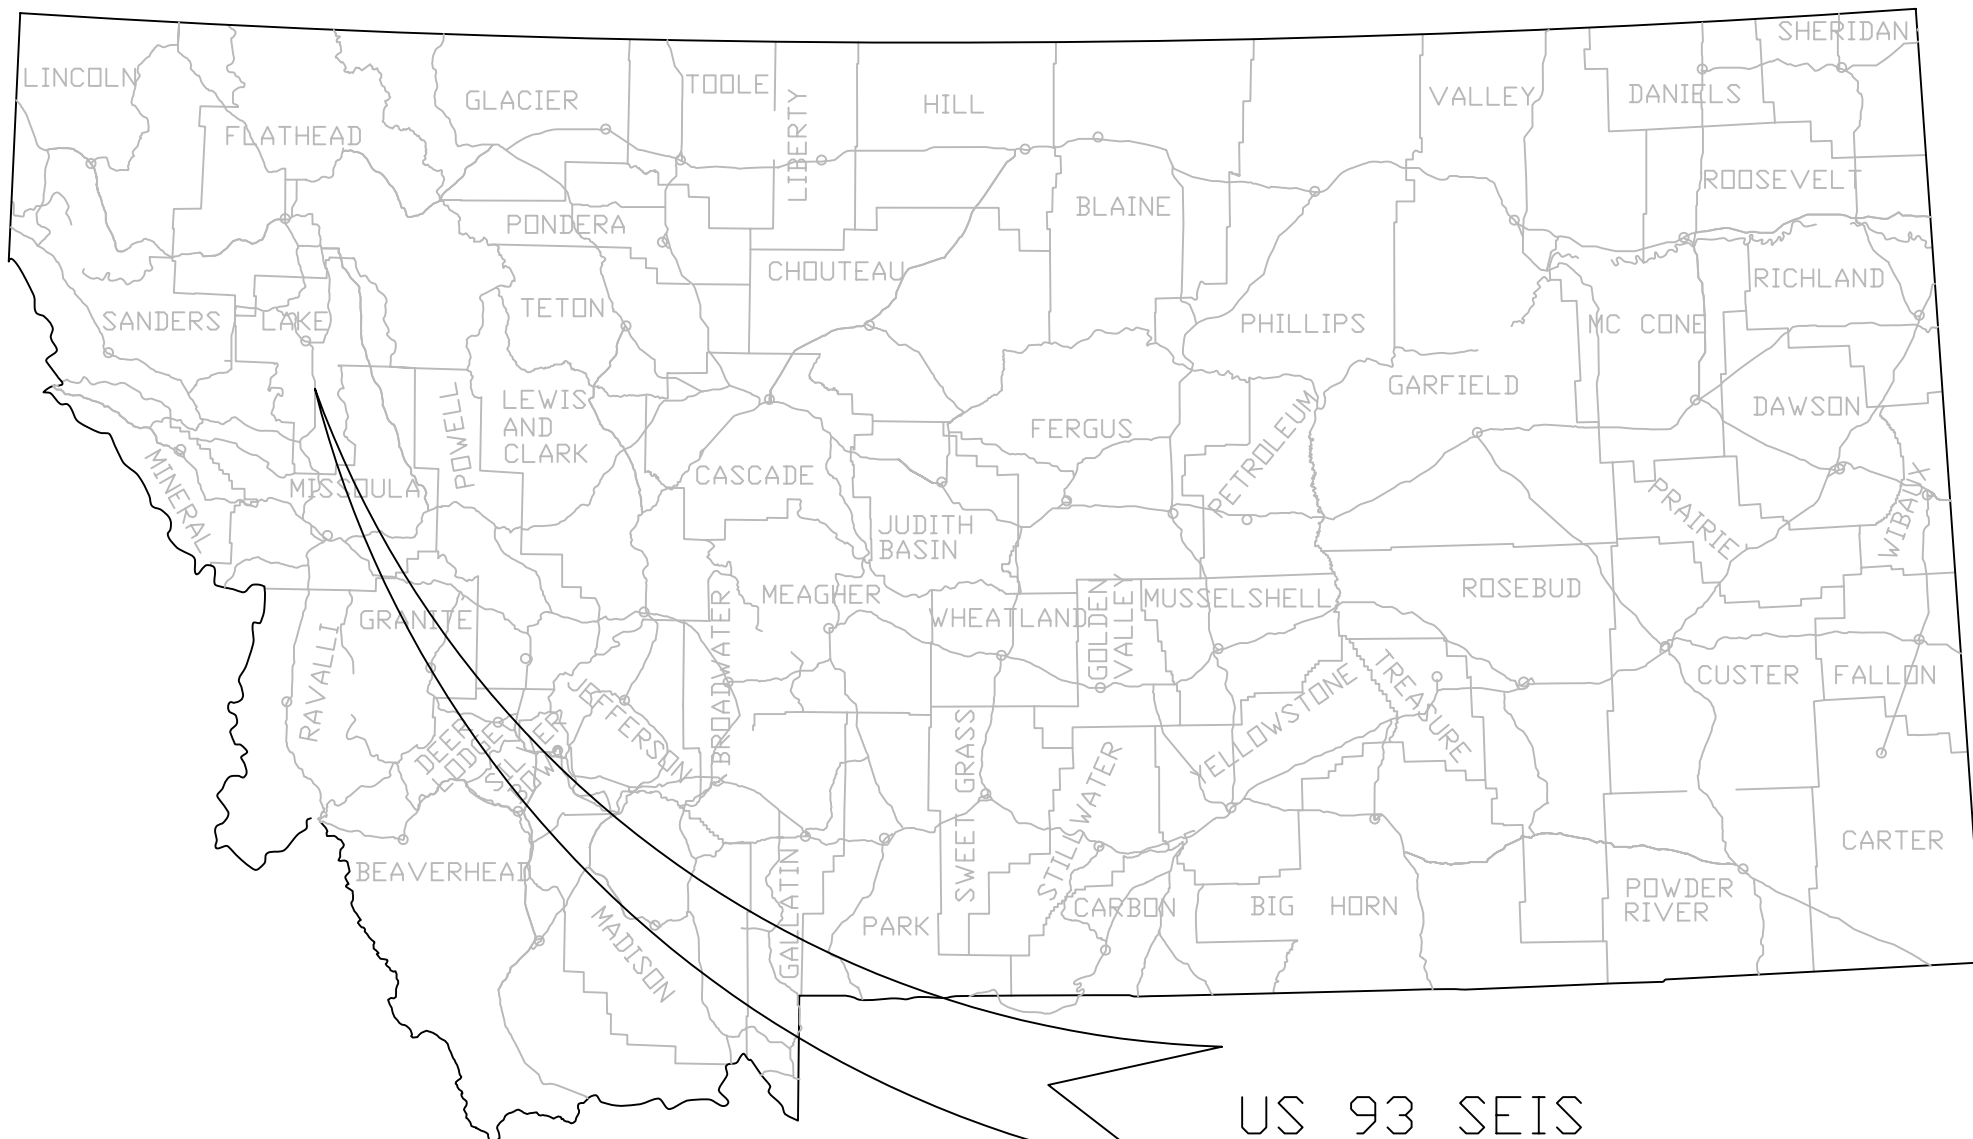 SHERIDAN
LINCOLN
TOOLE
GLACIER
LIBERTY
HILL
VALLEY
DANIELS
FLATHEAD
ROOSEVELT
PONDERA
BLAINE
CHOUTEAU
RICHLAND
TETON
SANDERS
LAKE
PHILLIPS
MC CONE
GARFIELD
POWELL
LEWIS
AND
CLARK
DAWSON
FERGUS
PETROLEUM
CASCADE
MINERAL
MISSOULA
PRAIRIE
WIBAUX
JUDITH
BASIN
MEAGHER
ROSEBUD
GRANITE
WHEATLAND
GOLDEN
VALLEY
MUSSELSHELL
RAVALLI
BROADWATER
JEFFERSON
DEER
LODGE
SILVER
BOW
YELLOWSTONE
TREASURE
CUSTER
FALLON
SWEET GRASS
STILLWATER
CARTER
BEAVERHEAD
GALLATIN
MADISON
PARK
CARBON
BIG HORN
POWDER
RIVER
US 93 SEIS